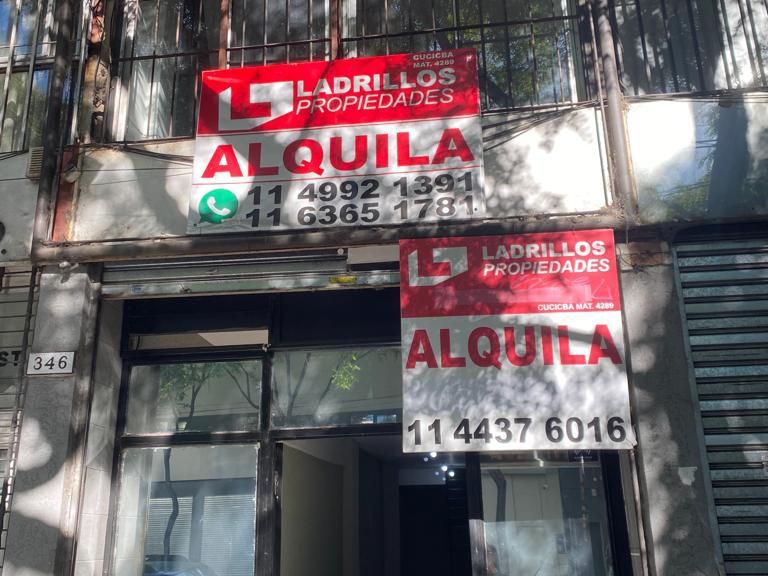 CUCICBA
MAT. 4289
LADRILLOS
PROPIEDADES
ALQUILA
11 4992 1391
11 6365 1781
LADRILLOS
PROPIEDADES
CUCICBA MAT. 4289
ALQUILA
11 4437 6016
346
ST